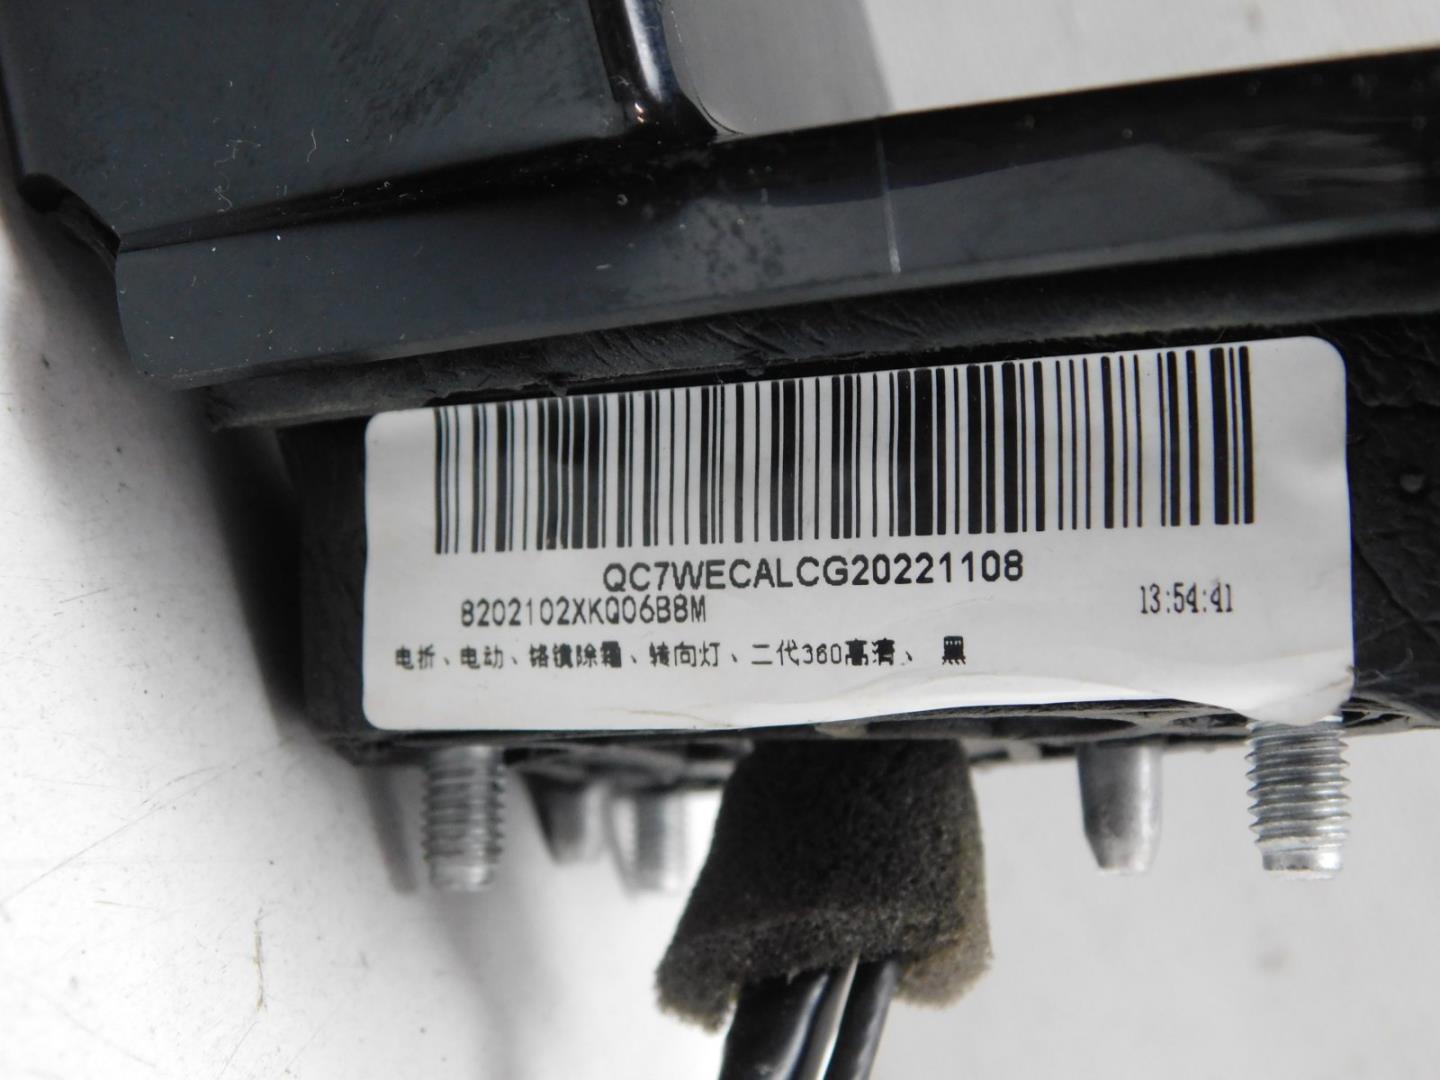 QC7WECALCG20221108
8202102XKQ06B8M 13:54:41
电折、电动、铬镜除霜、转向灯、二代360高清、 黑